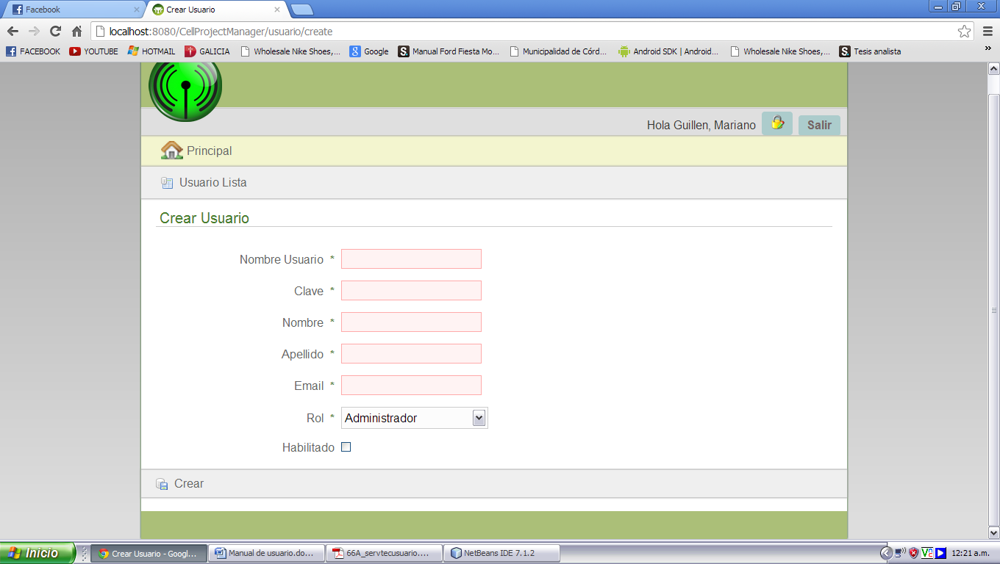 Facebook
Crear Usuario
localhost:8080/CellProjectManager/usuario/create
FACEBOOK YOUTUBE HOTMAIL GALICIA Wholesale Nike Shoes,... Google Manual Ford Fiesta Mo... Municipalidad de Córd... Android SDK | Android... Wholesale Nike Shoes,... Tesis analista »
Hola Guillen, Mariano Salir
Principal
Usuario Lista
Crear Usuario
Nombre Usuario *
Clave *
Nombre *
Apellido *
Email *
Rol * Administrador
Habilitado
Crear
Inicio Crear Usuario - Googl... Manual de usuario.do... 66A_servtecusuario.... NetBeans IDE 7.1.2 12:21 a.m.